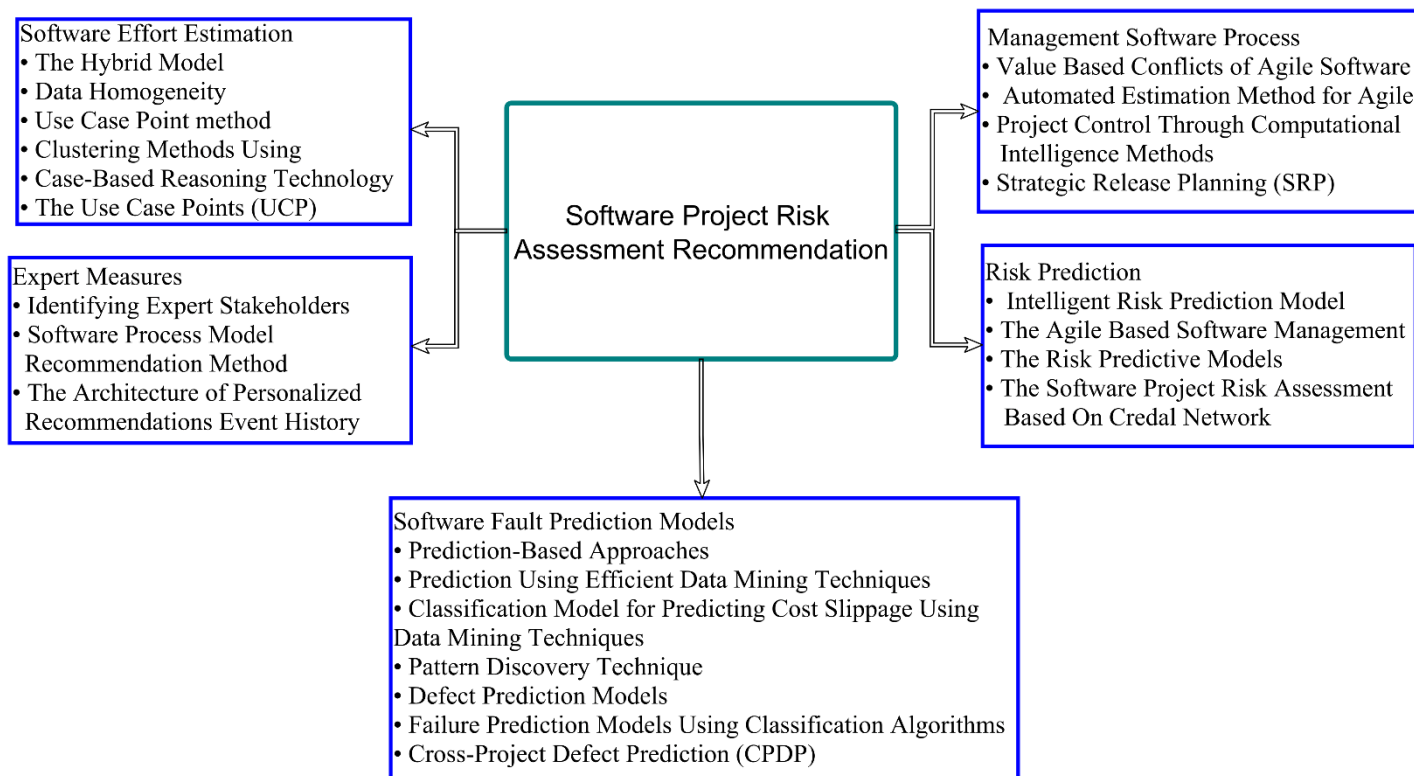 Software Effort Estimation
• The Hybrid Model
• Data Homogeneity
• Use Case Point method
• Clustering Methods Using
• Case-Based Reasoning Technology
• The Use Case Points (UCP)
Expert Measures
• Identifying Expert Stakeholders
• Software Process Model
Recommendation Method
• The Architecture of Personalized
Recommendations Event History
Software Project Risk
Assessment Recommendation
Management Software Process
• Value Based Conflicts of Agile Software
• Automated Estimation Method for Agile
• Project Control Through Computational
Intelligence Methods
• Strategic Release Planning (SRP)
Risk Prediction
• Intelligent Risk Prediction Model
• The Agile Based Software Management
• The Risk Predictive Models
• The Software Project Risk Assessment
Based On Credal Network
Software Fault Prediction Models
• Prediction-Based Approaches
• Prediction Using Efficient Data Mining Techniques
• Classification Model for Predicting Cost Slippage Using
Data Mining Techniques
• Pattern Discovery Technique
• Defect Prediction Models
• Failure Prediction Models Using Classification Algorithms
• Cross-Project Defect Prediction (CPDP)